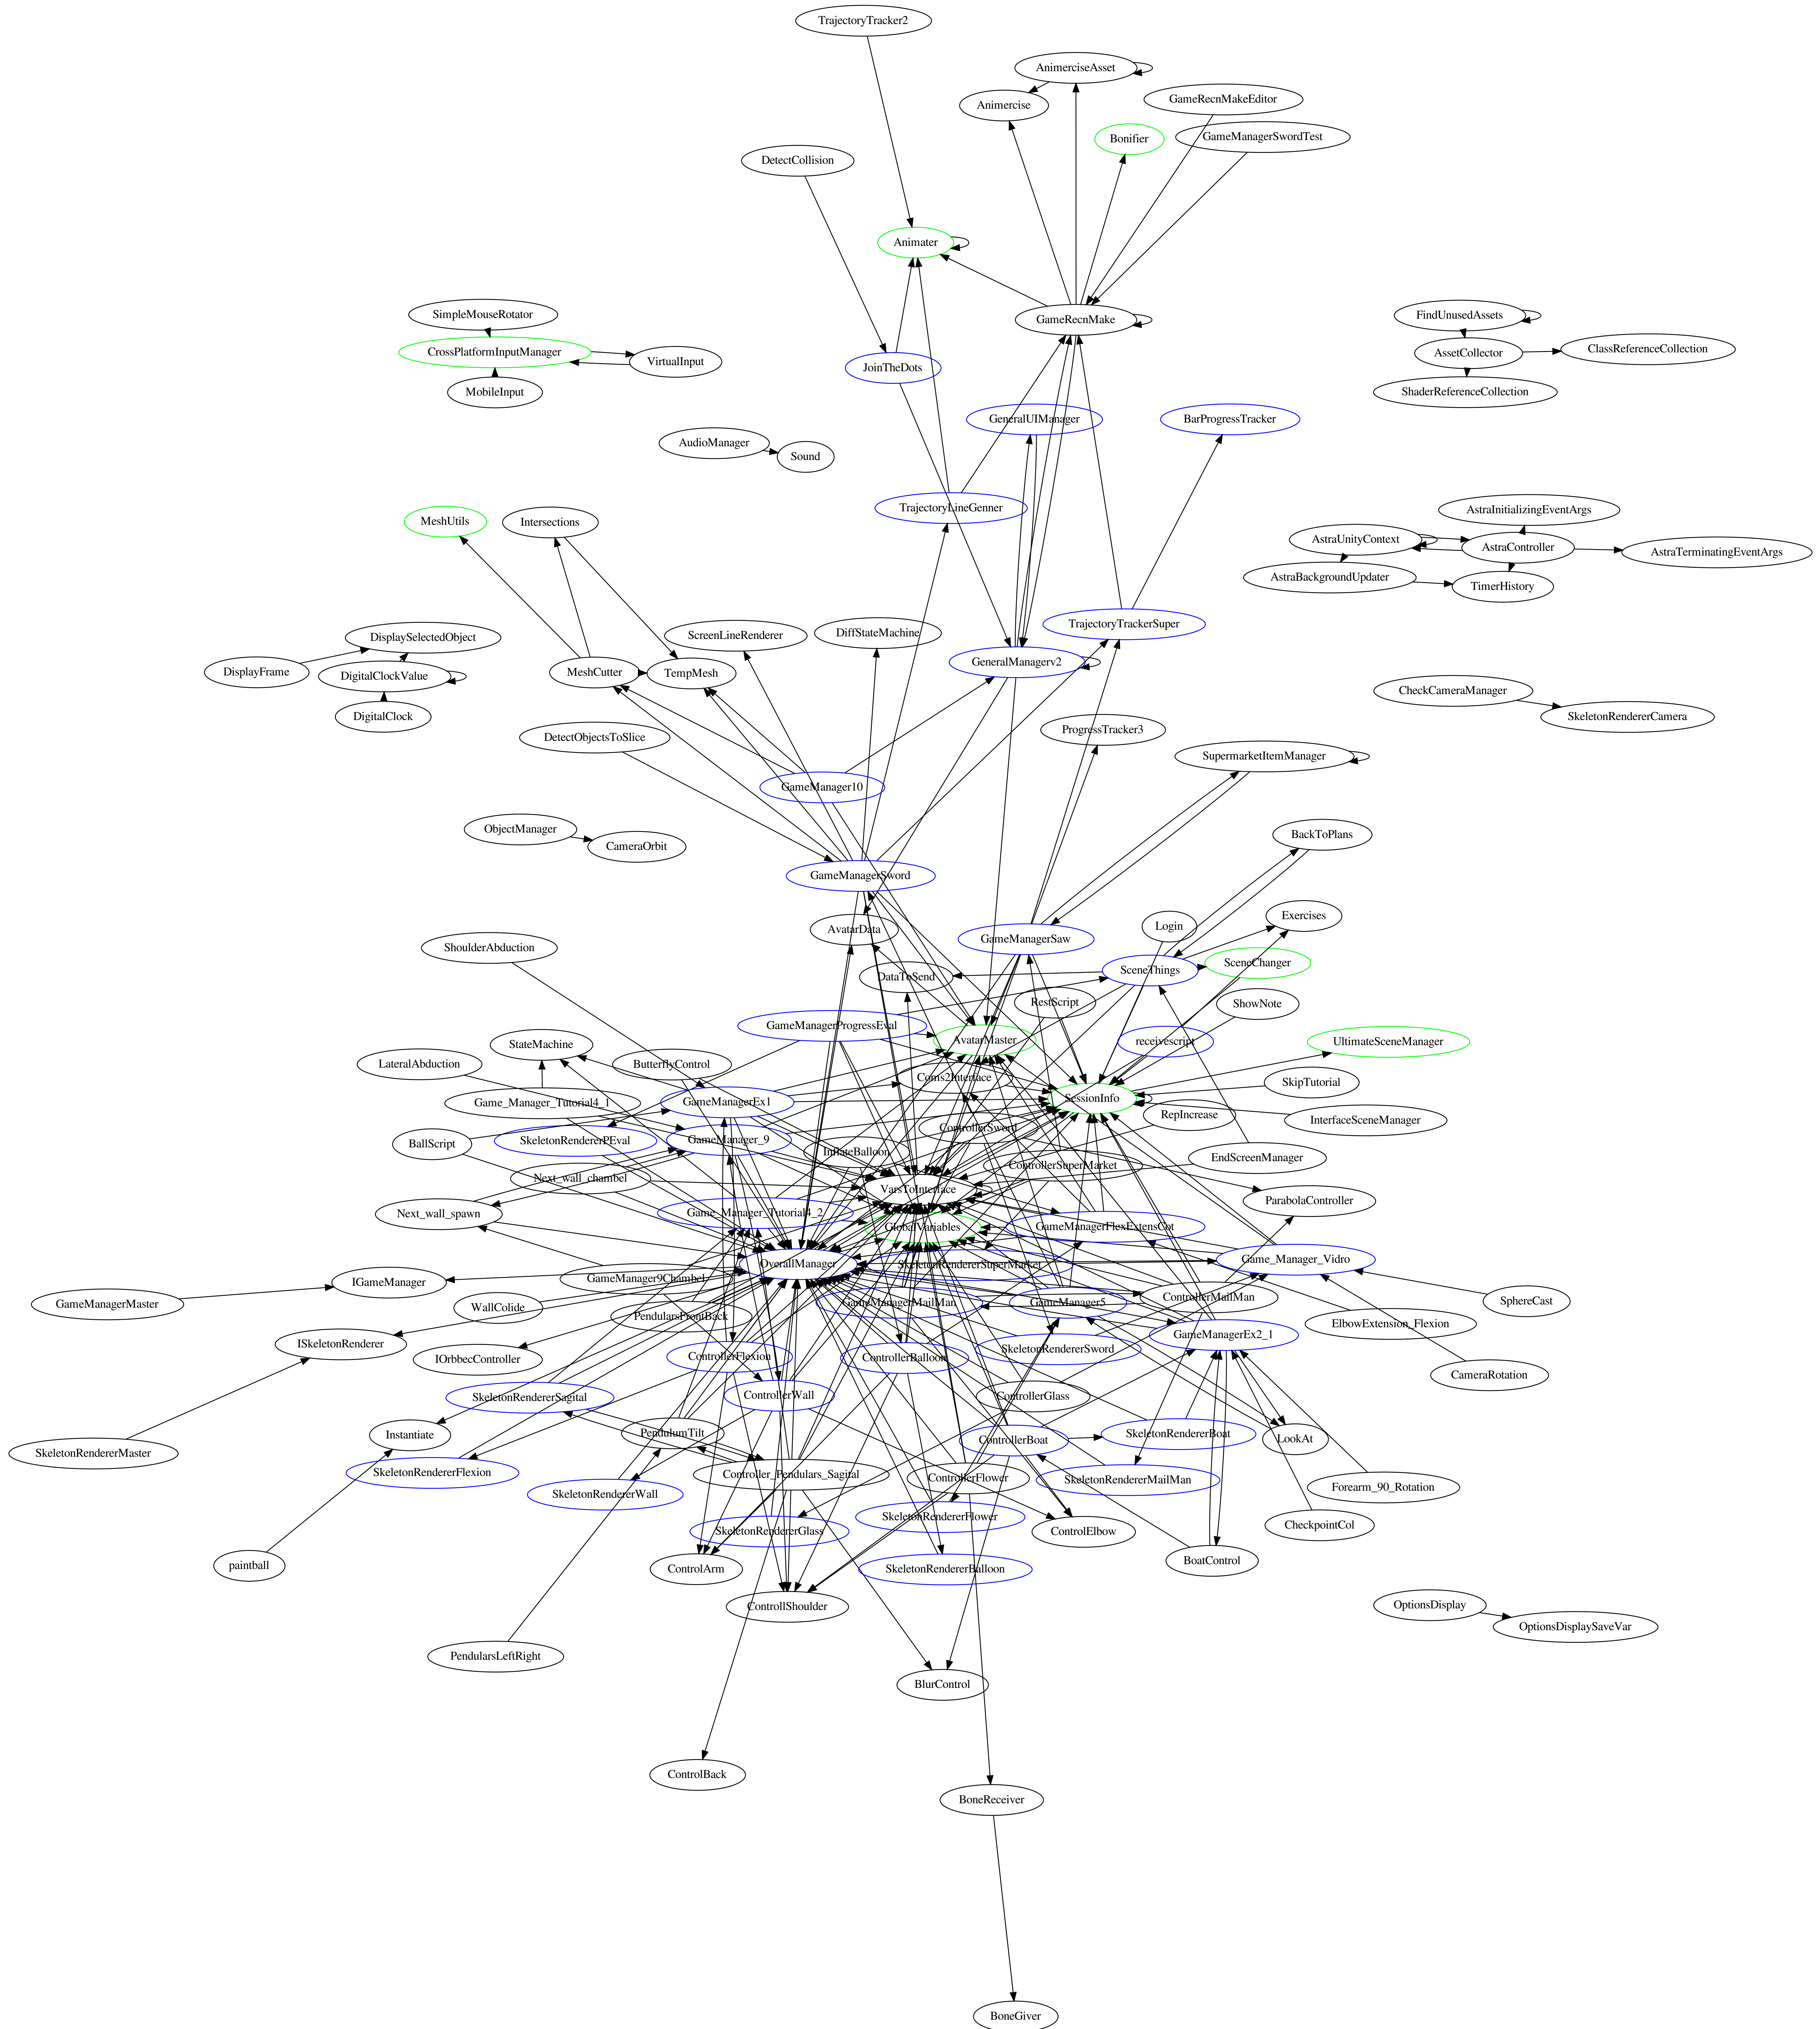 TrajectoryTracker2
AnimerciseAsset
Animercise
GameRecnMakeEditor
Bonifier
GameManagerSwordTest
DetectCollision
Animater
SimpleMouseRotator
GameRecnMake
FindUnusedAssets
CrossPlatformInputManager
VirtualInput
AssetCollector
ClassReferenceCollection
MobileInput
JoinTheDots
ShaderReferenceCollection
GeneralUIManager
BarProgressTracker
AudioManager
Sound
TrajectoryLineGenner
AstraInitializingEventArgs
MeshUtils
Intersections
AstraUnityContext
AstraController
AstraTerminatingEventArgs
AstraBackgroundUpdater
TimerHistory
TrajectoryTrackerSuper
DisplaySelectedObject
ScreenLineRenderer
DiffStateMachine
DisplayFrame
DigitalClockValue
MeshCutter
TempMesh
GeneralManagerv2
DigitalClock
CheckCameraManager
SkeletonRendererCamera
DetectObjectsToSlice
ProgressTracker3
SupermarketItemManager
GameManager10
ObjectManager
CameraOrbit
BackToPlans
GameManagerSword
AvatarData
Login
Exercises
ShoulderAbduction
GameManagerSaw
SceneChanger
DataToSend
SceneThings
RestScript
ShowNote
GameManagerProgressEval
AvatarMaster
receivescript
UltimateSceneManager
StateMachine
LateralAbduction
ButterflyControl
Coms2Interface
SkipTutorial
Game_Manager_Tutorial4_1
GameManagerEx1
SessionInfo
RepIncrease
InterfaceSceneManager
BallScript
SkeletonRendererPEval
GameManager_9
ControllerSword
InflateBalloon
EndScreenManager
Next_wall_chambel
ControllerSuperMarket
VarsToInterface
ParabolaController
Next_wall_spawn
Game_Manager_Tutorial4_2
GlobalVariables
GameManagerFlexExtensCot
OverallManager
SkeletonRendererSuperMarket
Game_Manager_Vidro
IGameManager
GameManager9Chambel
GameManagerMaster
WallColide
PendularsFrontBack
GameManagerMailMan
GameManager5
ControllerMailMan
SphereCast
ISkeletonRenderer
GameManagerEx2_1
ElbowExtension_Flexion
IOrbbecController
ControllerFlexion
ControllerBalloon
SkeletonRendererSword
CameraRotation
SkeletonRendererSagital
ControllerWall
ControllerGlass
Instantiate
PendulumTilt
ControllerBoat
SkeletonRendererBoat
LookAt
SkeletonRendererMaster
SkeletonRendererFlexion
Controller_Pendulars_Sagital
ControllerFlower
SkeletonRendererMailMan
Forearm_90_Rotation
SkeletonRendererWall
SkeletonRendererGlass
SkeletonRendererFlower
ControlElbow
CheckpointCol
paintball
ControlArm
SkeletonRendererBalloon
BoatControl
ControllShoulder
OptionsDisplay
OptionsDisplaySaveVar
PendularsLeftRight
BlurControl
ControlBack
BoneReceiver
BoneGiver